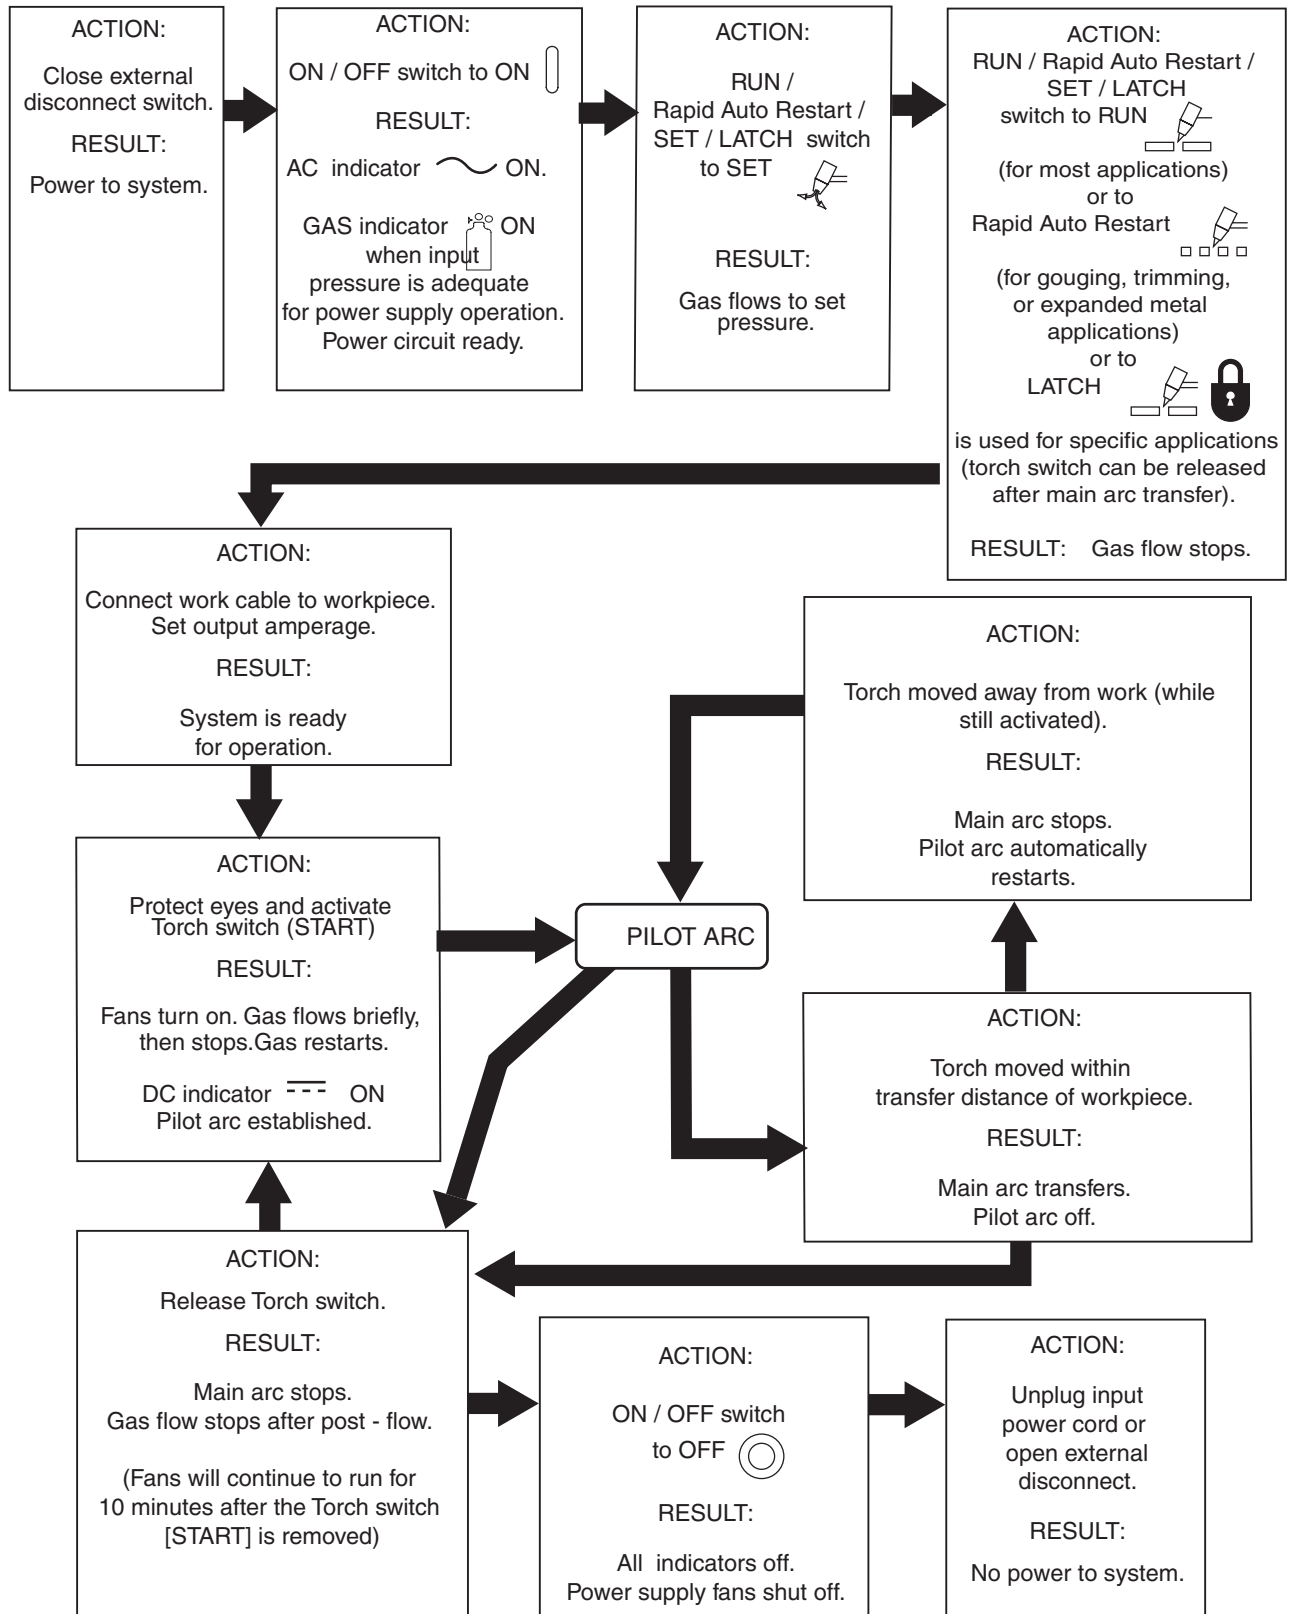 ACTION:
Close external
disconnect switch.
RESULT:
Power to system.
ACTION:
ON / OFF switch to ON
RESULT:
AC indicator ON.
GAS indicator ON
when input
pressure is adequate
for power supply operation.
Power circuit ready.
ACTION:
RUN /
Rapid Auto Restart /
SET / LATCH switch
to SET
RESULT:
Gas flows to set
pressure.
ACTION:
RUN / Rapid Auto Restart /
SET / LATCH
switch to RUN
(for most applications)
or to
Rapid Auto Restart
(for gouging, trimming,
or expanded metal
applications)
or to
LATCH
is used for specific applications
(torch switch can be released
after main arc transfer).
RESULT: Gas flow stops.
ACTION:
Connect work cable to workpiece.
Set output amperage.
RESULT:
System is ready
for operation.
ACTION:
Protect eyes and activate
Torch switch (START)
RESULT:
Fans turn on. Gas flows briefly,
then stops.Gas restarts.
DC indicator ON
Pilot arc established.
PILOT ARC
ACTION:
Torch moved away from work (while
still activated).
RESULT:
Main arc stops.
Pilot arc automatically
restarts.
ACTION:
Torch moved within
transfer distance of workpiece.
RESULT:
Main arc transfers.
Pilot arc off.
ACTION:
Release Torch switch.
RESULT:
Main arc stops.
Gas flow stops after post - flow.
(Fans will continue to run for
10 minutes after the Torch switch
[START] is removed)
ACTION:
ON / OFF switch
to OFF
RESULT:
All indicators off.
Power supply fans shut off.
ACTION:
Unplug input
power cord or
open external
disconnect.
RESULT:
No power to system.